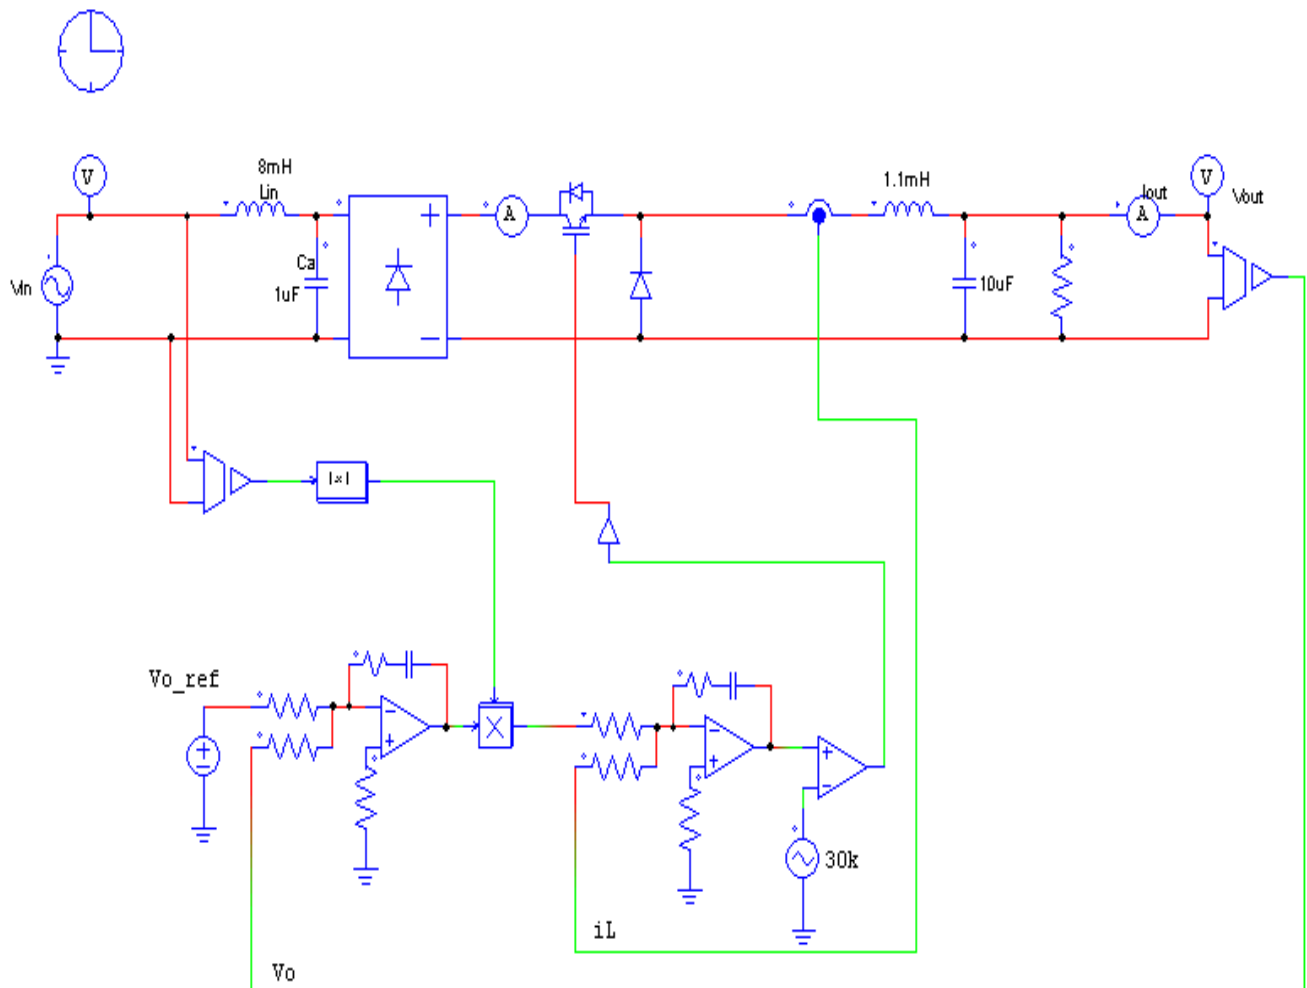 8mH
Lin
1.1mH
V
V
A
Iout
A
Vout
Vin
Ca
1uF
10uF
|x|
Vo_ref
X
30k
iL
Vo